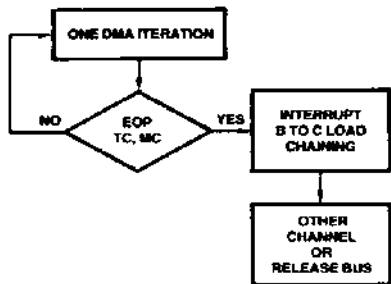 ONE DMA ITERATION
NO
EOP
TC, MC
YES
INTERRUPT
B TO C LOAD
CHAINING
OTHER
CHANNEL
OR
RELEASE BUS